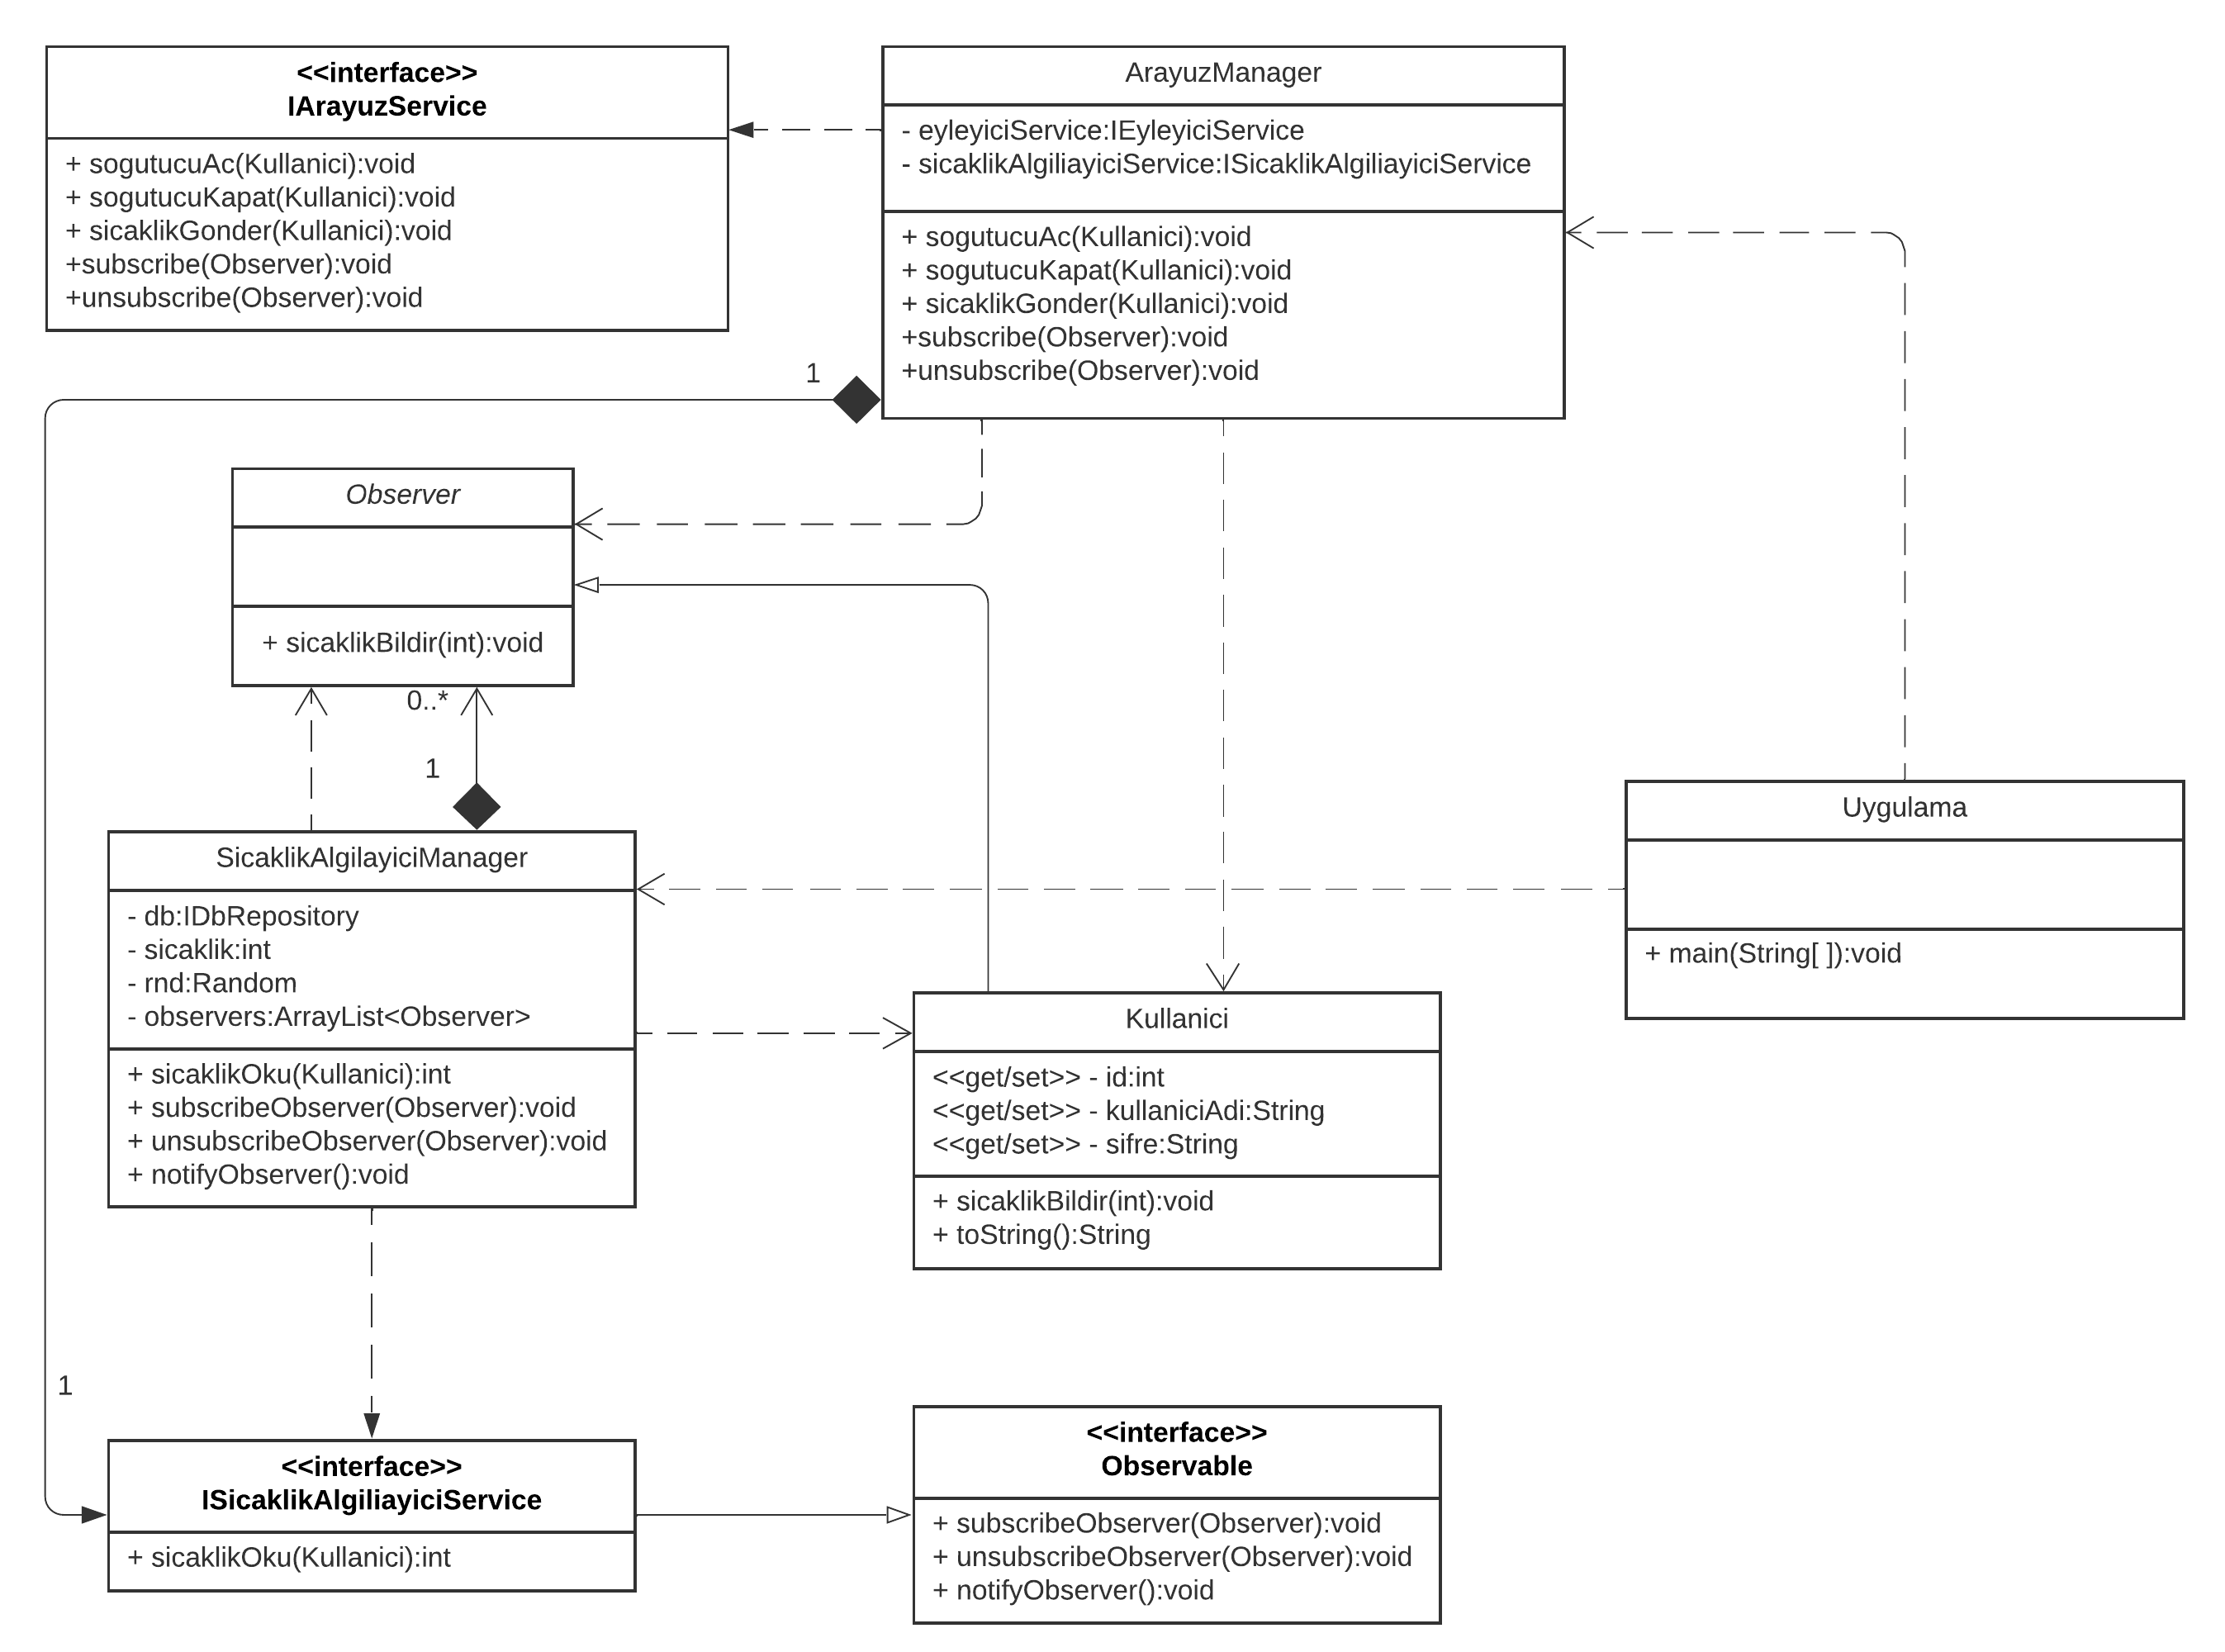 <<interface>>
IArayuzService
+ sogutucuAc(Kullanici):void
+ sogutucuKapat(Kullanici):void
+ sicaklikGonder(Kullanici):void
+subscribe(Observer):void
+unsubscribe(Observer):void
ArayuzManager
- eyleyiciService:IEyleyiciService
- sicaklikAlgiliayiciService:ISicaklikAlgiliayiciService
+ sogutucuAc(Kullanici):void
+ sogutucuKapat(Kullanici):void
+ sicaklikGonder(Kullanici):void
+subscribe(Observer):void
+unsubscribe(Observer):void
1
Observer
+ sicaklikBildir(int):void
0..*
1
SicaklikAlgilayiciManager
- db:IDbRepository
- sicaklik:int
- rnd:Random
- observers:ArrayList<Observer>
+ sicaklikOku(Kullanici):int
+ subscribeObserver(Observer):void
+ unsubscribeObserver(Observer):void
+ notifyObserver():void
Uygulama
+ main(String[ ]):void
Kullanici
<<get/set>> - id:int
<<get/set>> - kullaniciAdi:String
<<get/set>> - sifre:String
+ sicaklikBildir(int):void
+ toString():String
1
<<interface>>
ISicaklikAlgiliayiciService
+ sicaklikOku(Kullanici):int
<<interface>>
Observable
+ subscribeObserver(Observer):void
+ unsubscribeObserver(Observer):void
+ notifyObserver():void